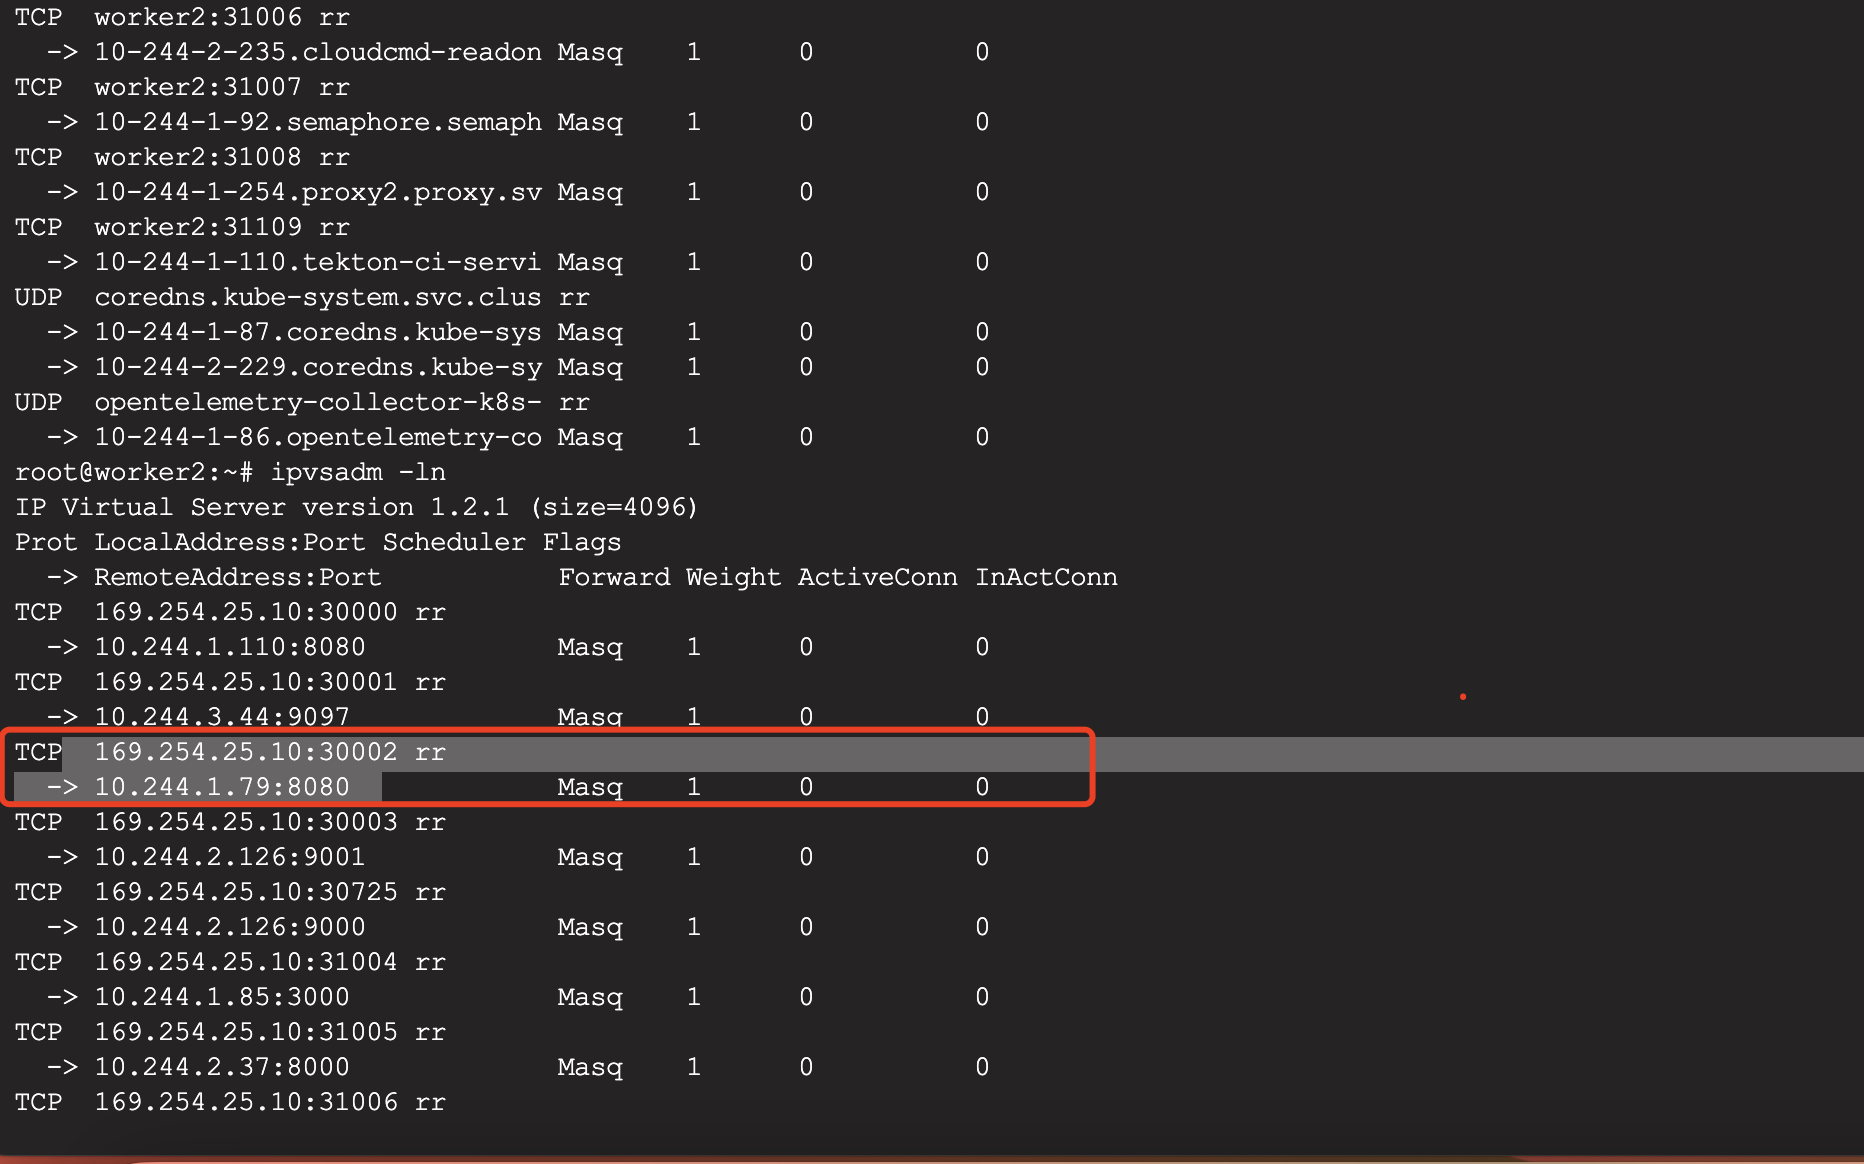 TCP  worker2:31006 rr
  -> 10-244-2-235.cloudcmd-readon Masq    1      0          0
TCP  worker2:31007 rr
  -> 10-244-1-92.semaphore.semaph Masq    1      0          0
TCP  worker2:31008 rr
  -> 10-244-1-254.proxy2.proxy.sv Masq    1      0          0
TCP  worker2:31109 rr
  -> 10-244-1-110.tekton-ci-servi Masq    1      0          0
UDP  coredns.kube-system.svc.clus rr
  -> 10-244-1-87.coredns.kube-sys Masq    1      0          0
  -> 10-244-2-229.coredns.kube-sy Masq    1      0          0
UDP  opentelemetry-collector-k8s- rr
  -> 10-244-1-86.opentelemetry-co Masq    1      0          0
root@worker2:~# ipvsadm -ln
IP Virtual Server version 1.2.1 (size=4096)
Prot LocalAddress:Port Scheduler Flags
  -> RemoteAddress:Port           Forward Weight ActiveConn InActConn
TCP  169.254.25.10:30000 rr
  -> 10.244.1.110:8080            Masq    1      0          0
TCP  169.254.25.10:30001 rr
  -> 10.244.3.44:9097             Masq    1      0          0
TCP  169.254.25.10:30002 rr
  -> 10.244.1.79:8080             Masq    1      0          0
TCP  169.254.25.10:30003 rr
  -> 10.244.2.126:9001            Masq    1      0          0
TCP  169.254.25.10:30725 rr
  -> 10.244.2.126:9000            Masq    1      0          0
TCP  169.254.25.10:31004 rr
  -> 10.244.1.85:3000             Masq    1      0          0
TCP  169.254.25.10:31005 rr
  -> 10.244.2.37:8000             Masq    1      0          0
TCP  169.254.25.10:31006 rr